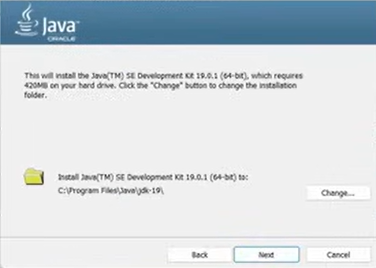 Java™
ORACLE
This will install the Java(TM) SE Development Kit 19.0.1 (64-bit), which requires
420MB on your hard drive. Click the "Change" button to change the installation
folder.
Install Java(TM) SE Development Kit 19.0.1 (64-bit) to:
C:\Program Files\Java\jdk-19\
Change...
Back
Next
Cancel